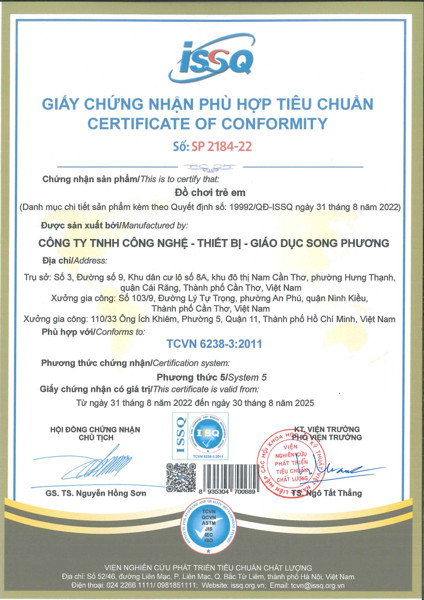 ISSQ
GIẤY CHỨNG NHẬN PHÙ HỢP TIÊU CHUẨN
CERTIFICATE OF CONFORMITY
Số: SP 2184-22
Chứng nhận sản phẩm/This is to certify that:
Đồ chơi trẻ em
(Danh mục chi tiết sản phẩm kèm theo Quyết định số: 19992/QĐ-ISSQ ngày 31 tháng 8 năm 2022)
Được sản xuất bởi/Manufactured by:
CÔNG TY TNHH CÔNG NGHỆ - THIẾT BỊ - GIÁO DỤC SONG PHƯƠNG
Địa chỉ/Address:
Trụ sở: Số 3, Đường số 9, Khu dân cư lô số 8A, khu đô thị Nam Cần Thơ, phường Hưng Thạnh,
quận Cái Răng, Thành phố Cần Thơ, Việt Nam
Xưởng gia công: Số 103/9, Đường Lý Tự Trọng, phường An Phú, quận Ninh Kiều,
Thành phố Cần Thơ, Việt Nam
Xưởng gia công: 110/33 Ông Ích Khiêm, Phường 5, Quận 11, Thành phố Hồ Chí Minh, Việt Nam
Phù hợp với/Conforms to:
TCVN 6238-3:2011
Phương thức chứng nhận/Certification system:
Phương thức 5/System 5
Giấy chứng nhận có giá trị/This certificate is valid from:
Từ ngày 31 tháng 8 năm 2022 đến ngày 30 tháng 8 năm 2025
HỘI ĐỒNG CHỨNG NHẬN
CHỦ TỊCH
GS. TS. Nguyễn Hồng Sơn
ISSQ
ISSQ
TCVN 6238-3:2011
8 935304 700689
KT. VIỆN TRƯỞNG
PHÓ VIỆN TRƯỞNG
VIỆN
NGHIÊN CỨU
PHÁT TRIỂN
TIÊU CHUẨN
CHẤT LƯỢNG
TS. Ngô Tất Thắng
TCVN
QCVN
ASTM
JIS
IEC
ISO
VIỆN NGHIÊN CỨU PHÁT TRIỂN TIÊU CHUẨN CHẤT LƯỢNG
Địa chỉ: Số 52/46, đường Liên Mạc, P. Liên Mạc, Q. Bắc Từ Liêm, thành phố Hà Nội, Việt Nam
Điện thoại: 024 2266 1111/ 0981851111; Website: issq.org.vn; Email: tcvn@issq.org.vn